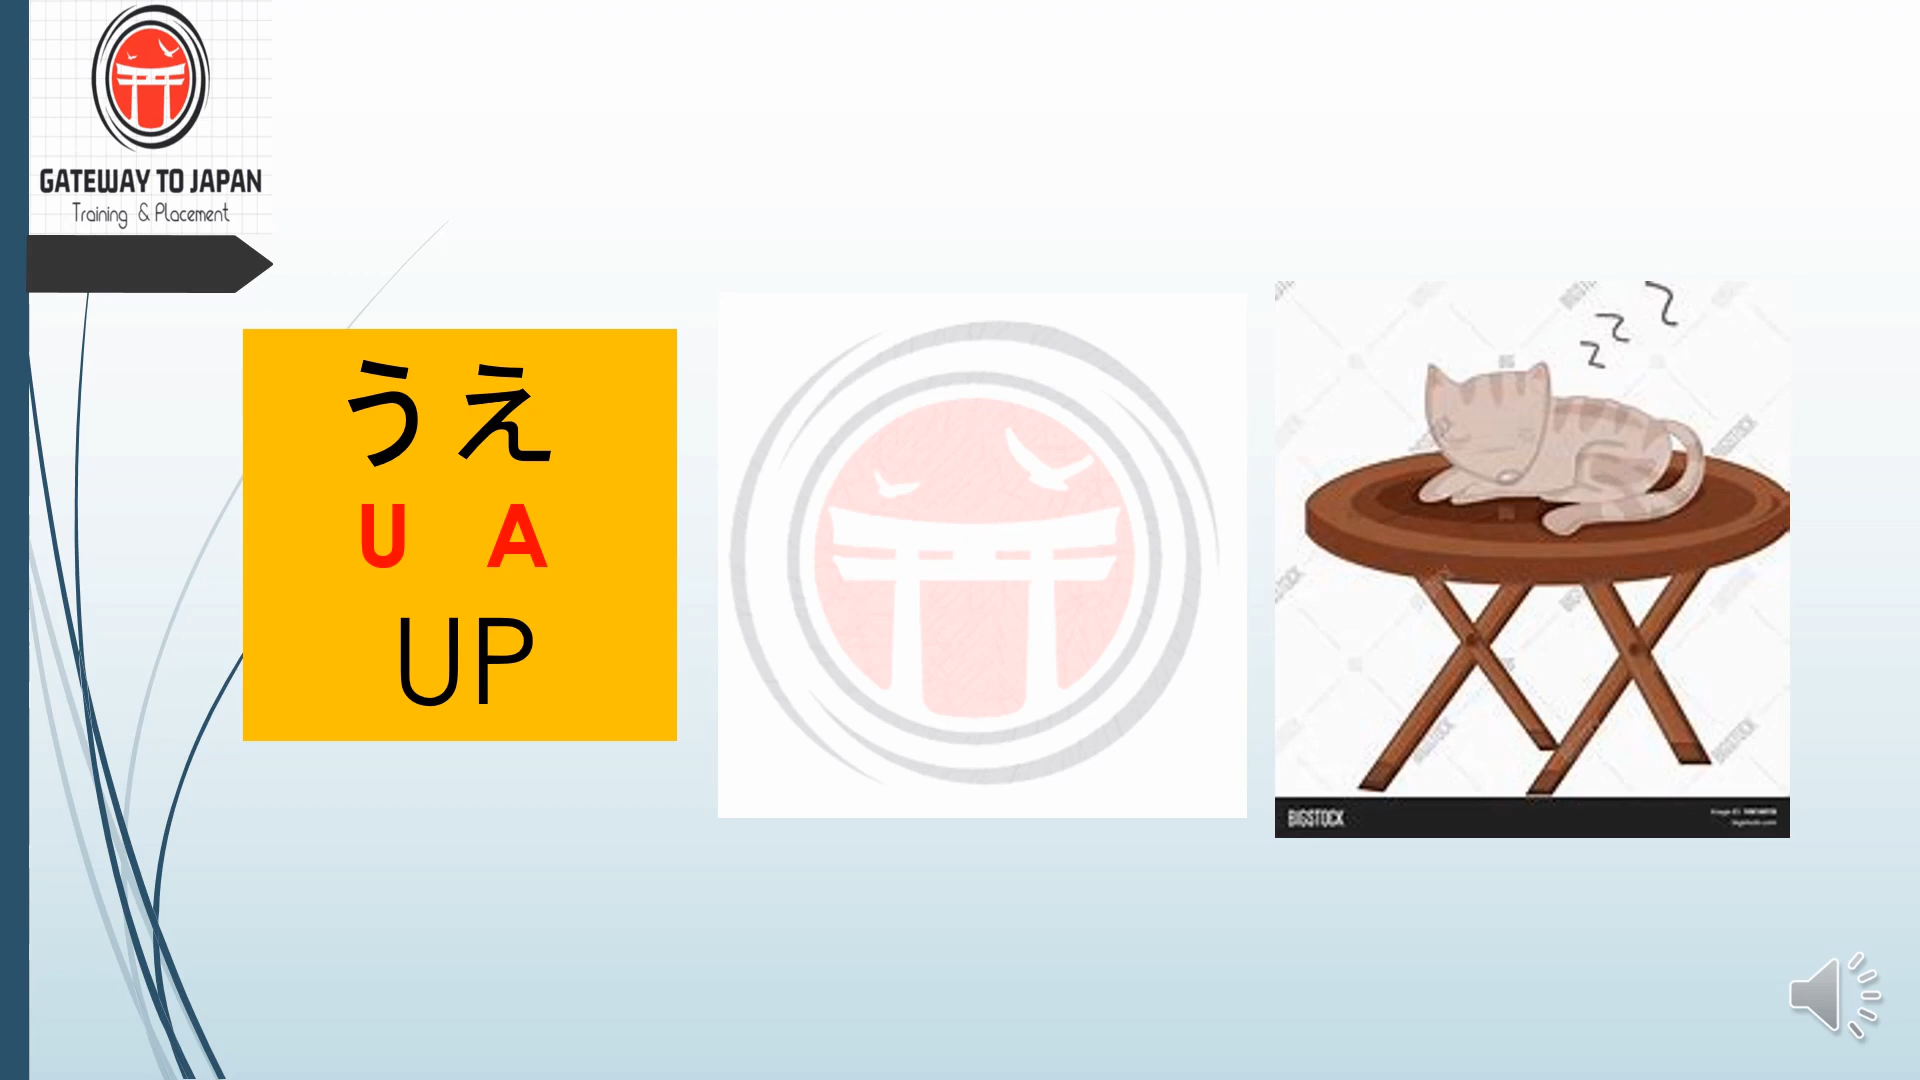 GATEWAY TO JAPAN
Training & Placement
うえ
U A
UP
BIGSTOCK